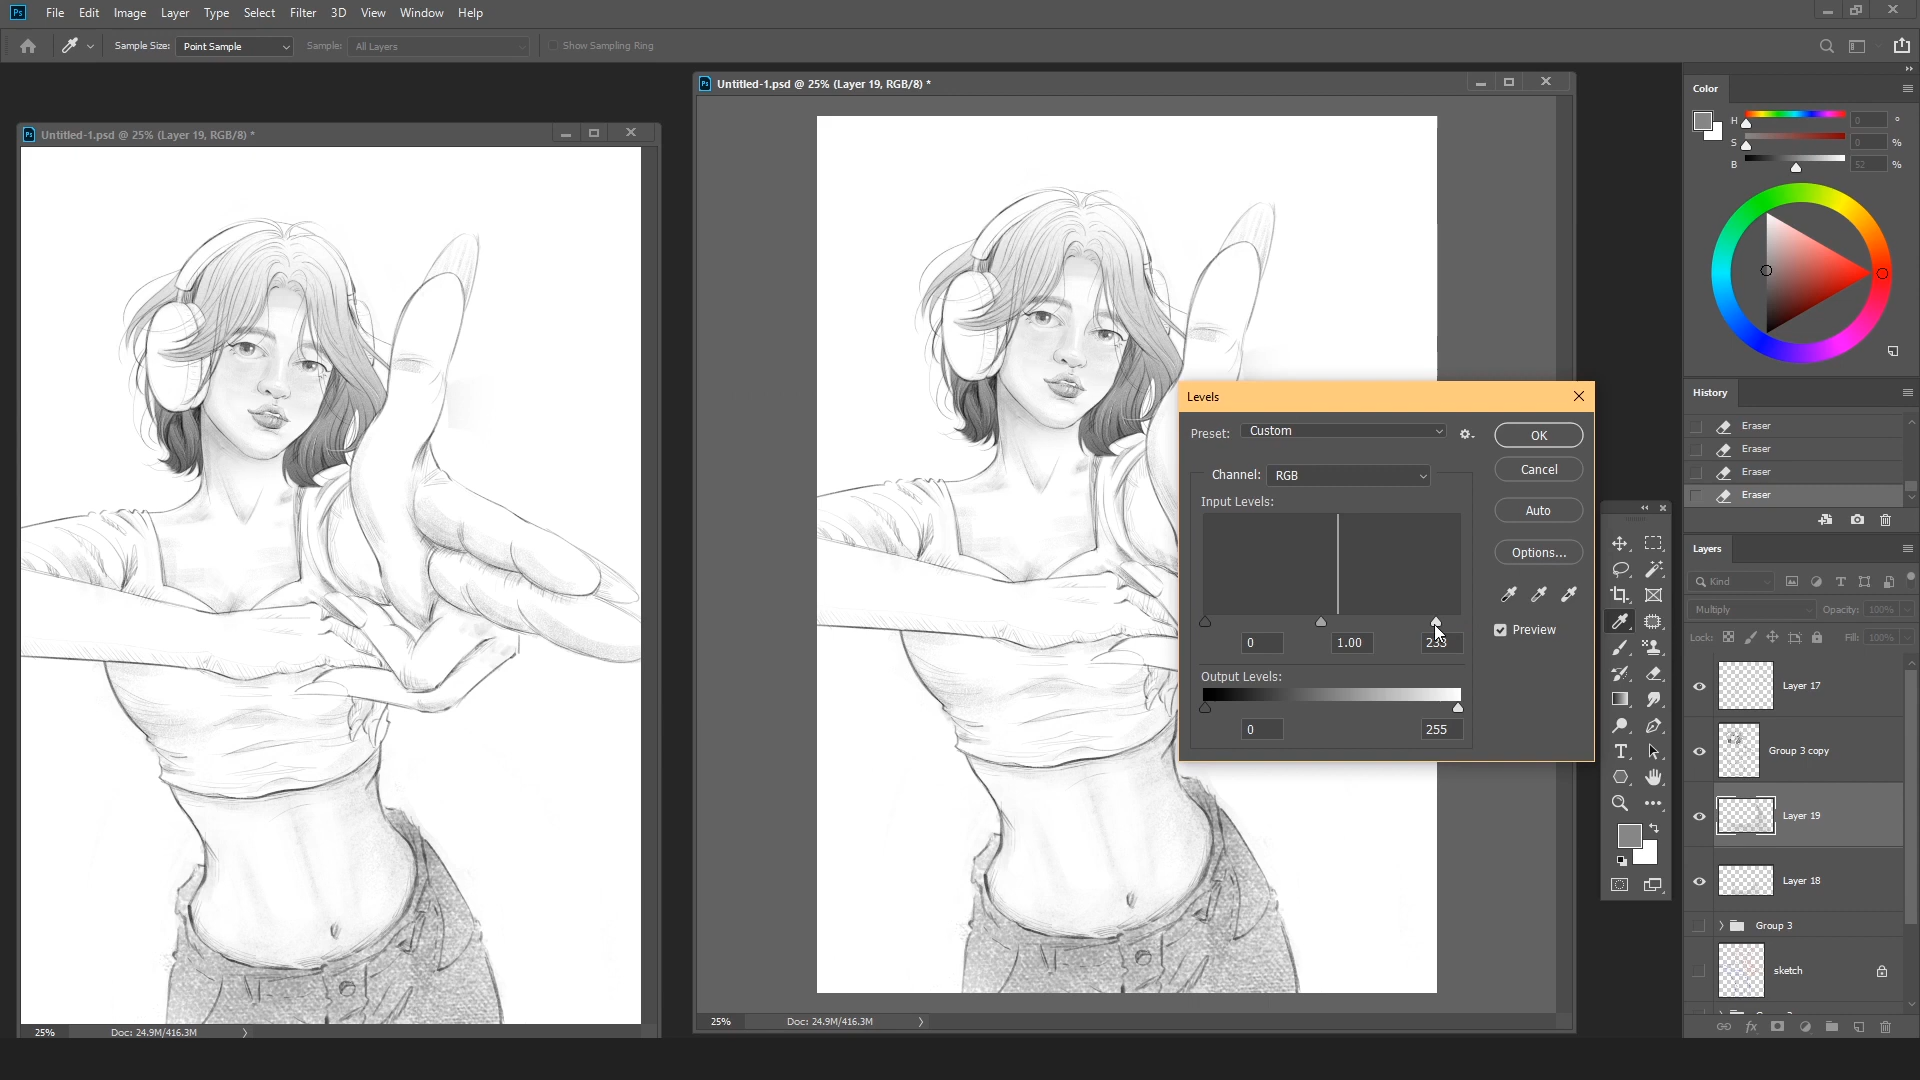 Ps File Edit Image Layer Type Select Filter 3D View Window Help
Sample Size: Point Sample Sample: All Layers Show Sampling Ring
Untitled-1.psd @ 25% (Layer 19, RGB/8) *
25% Doc: 24.9M/416.3M
Untitled-1.psd @ 25% (Layer 19, RGB/8) *
25% Doc: 24.9M/416.3M
Levels
Preset: Custom
Channel: RGB
Input Levels:
0 1.00
Output Levels:
0 255
OK
Cancel
Auto
Options...
Preview
Color
H 0 °
S 0 %
B 52 %
History
Eraser
Eraser
Eraser
Eraser
Layers
Kind
Multiply Opacity: 100%
Lock: Fill: 100%
Layer 17
Group 3 copy
Layer 19
Layer 18
Group 3
sketch